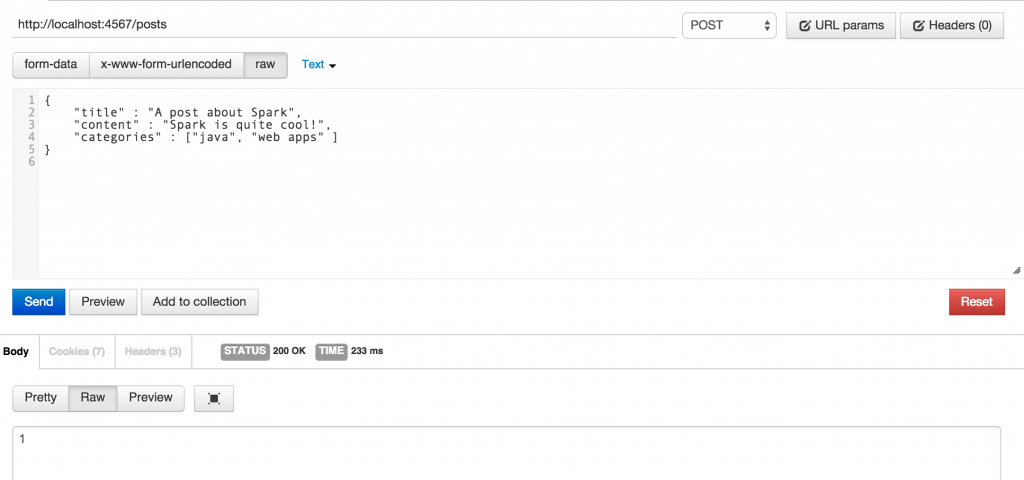 http://localhost:4567/posts POST URL params Headers (0)
form-data x-www-form-urlencoded raw Text
1 {
2 "title" : "A post about Spark",
3 "content" : "Spark is quite cool!",
4 "categories" : ["java", "web apps" ]
5 }
6
Send Preview Add to collection Reset
Body Cookies (7) Headers (3) STATUS 200 OK TIME 233 ms
Pretty Raw Preview
1